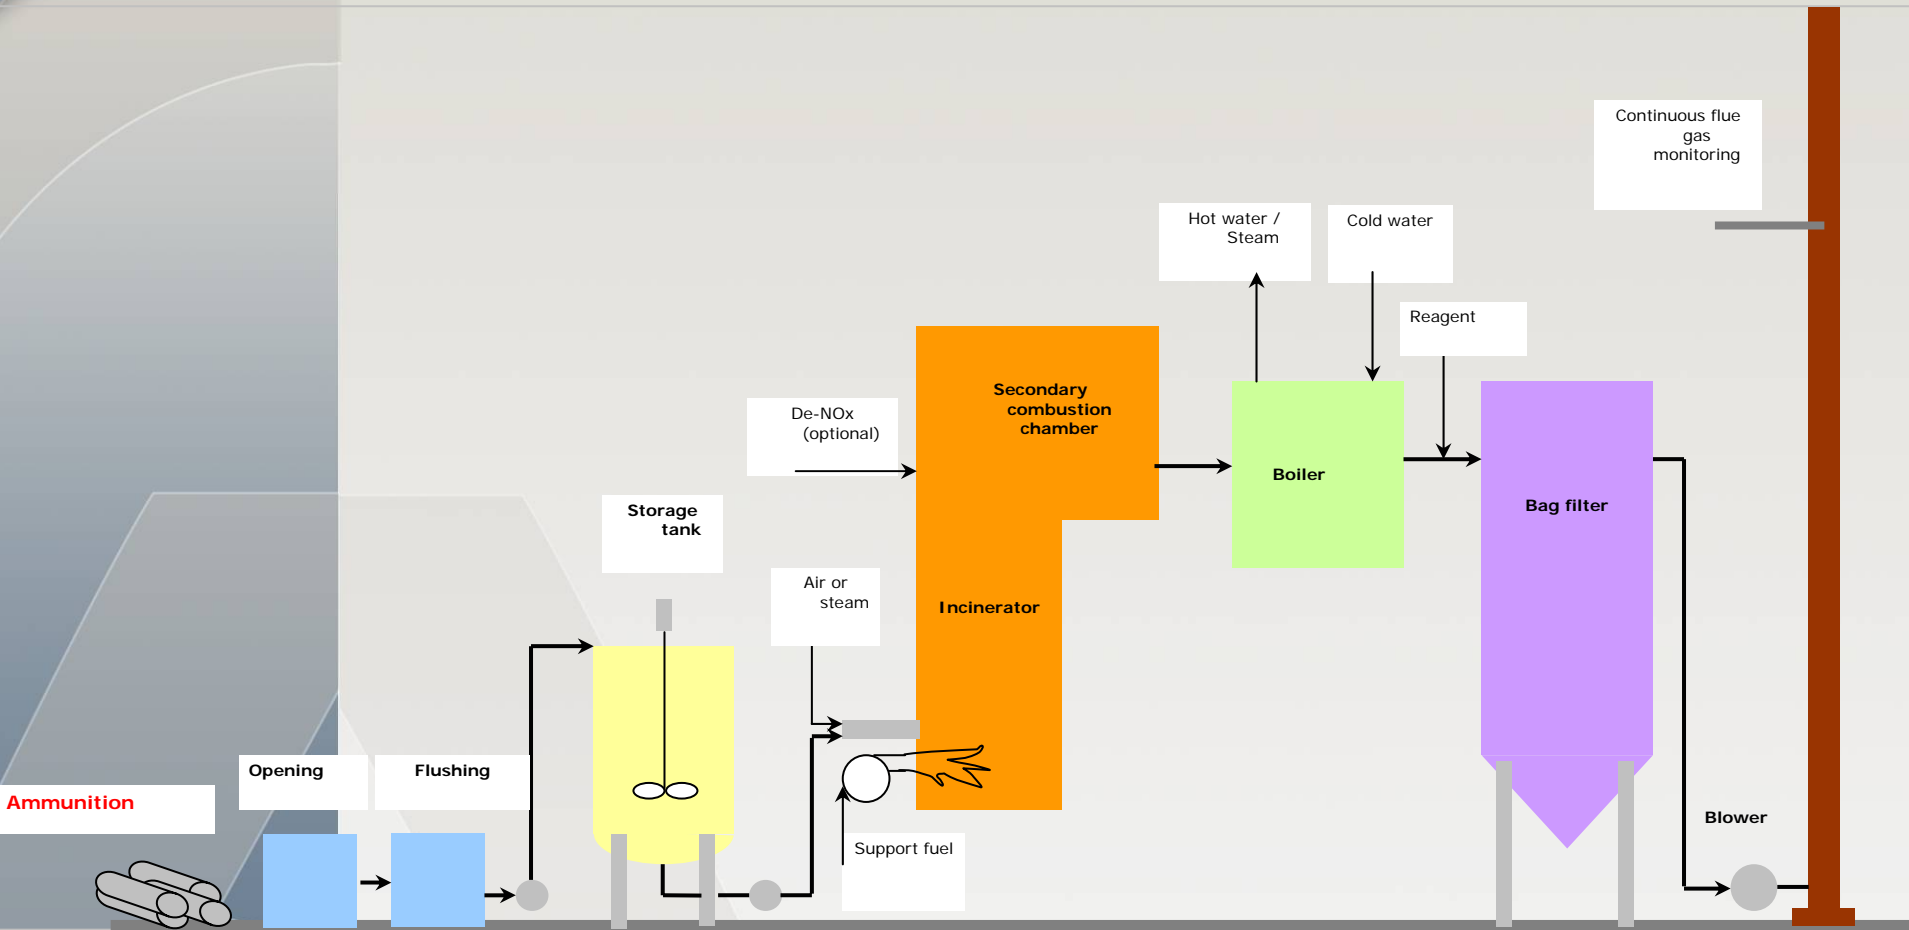 Continuous flue
gas
monitoring
Hot water /
Steam
Cold water
Reagent
Secondary
combustion
chamber
De-NOx
(optional)
Boiler
Bag filter
Storage
tank
Air or
steam
Incinerator
Opening
Flushing
Ammunition
Blower
Support fuel